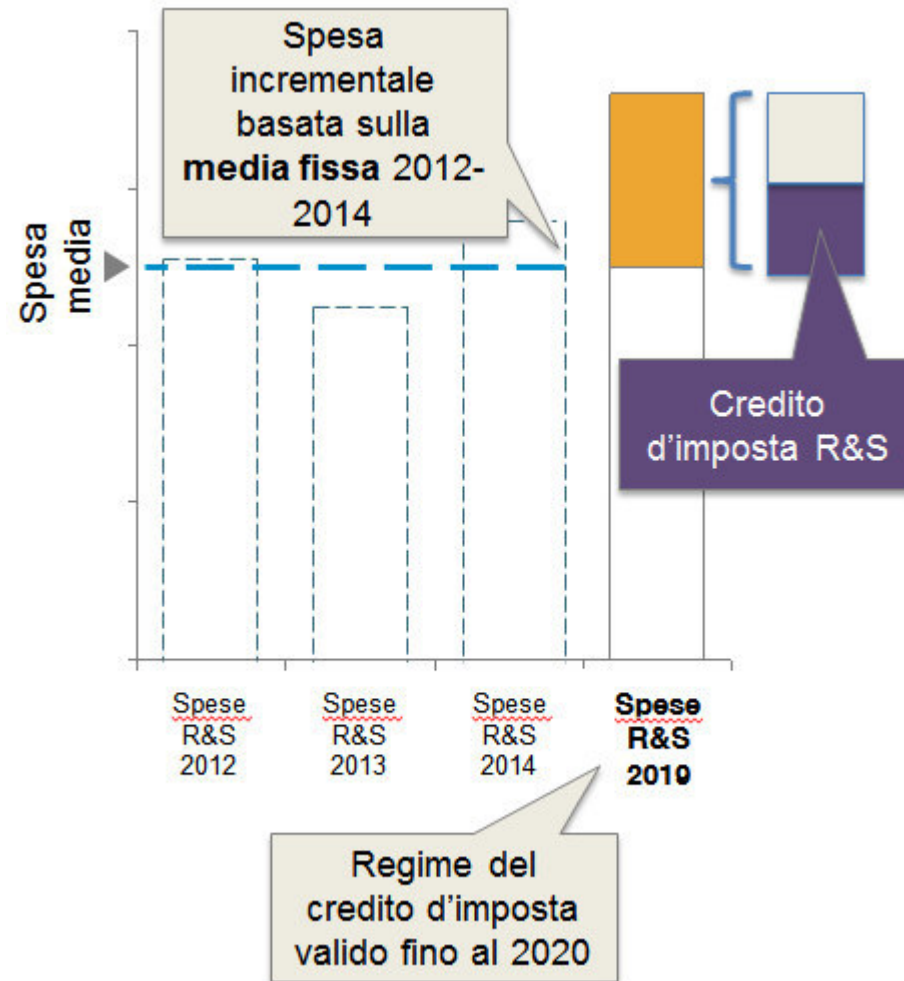 Spesa
incrementale
basata sulla
media fissa 2012-
2014
Spesa
media
Credito
d'imposta R&S
Spese
R&S
2012
Spese
R&S
2013
Spese
R&S
2014
Spese
R&S
2019
Regime del
credito d'imposta
valido fino al 2020